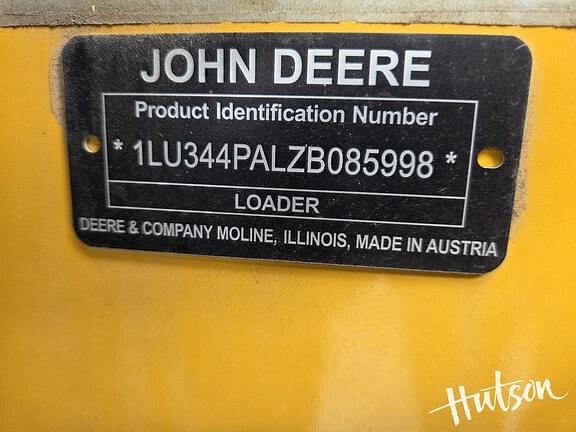 JOHN DEERE
Product Identification Number
* 1LU344PALZB085998 *
LOADER
DEERE & COMPANY MOLINE, ILLINOIS, MADE IN AUSTRIA
Hutson